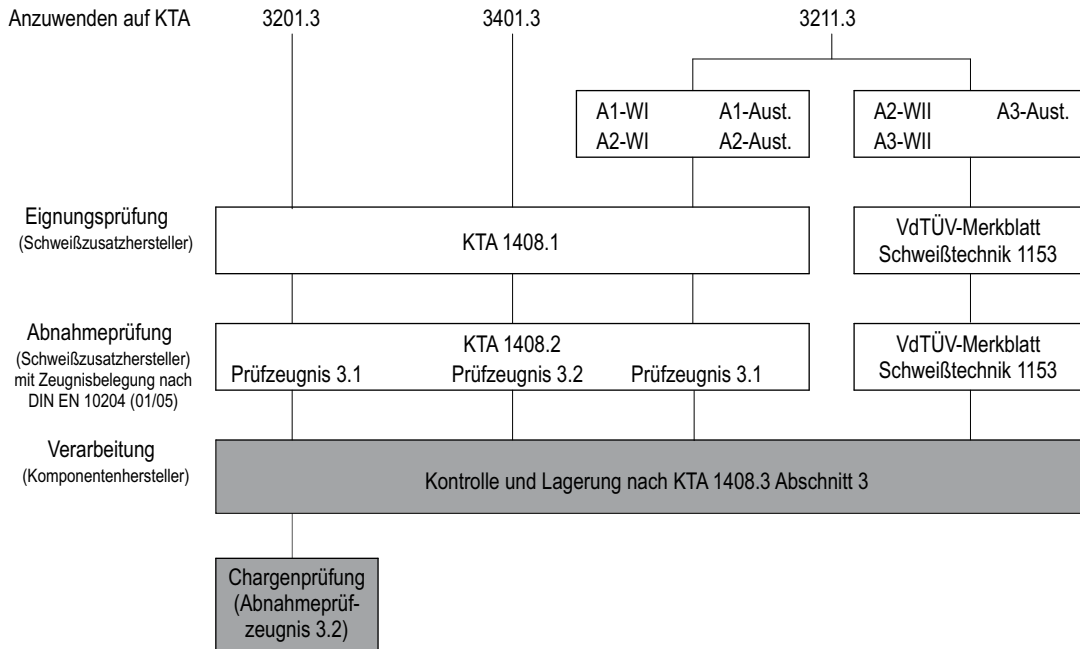 Anzuwenden auf KTA 3201.3 3401.3 3211.3
A1-WI A1-Aust.
A2-WI A2-Aust.
A2-WII A3-Aust.
A3-WII
Eignungsprüfung
(Schweißzusatzhersteller)
KTA 1408.1
VdTÜV-Merkblatt
Schweißtechnik 1153
Abnahmeprüfung
(Schweißzusatzhersteller)
mit Zeugnisbelegung nach
DIN EN 10204 (01/05)
KTA 1408.2
Prüfzeugnis 3.1 Prüfzeugnis 3.2 Prüfzeugnis 3.1
VdTÜV-Merkblatt
Schweißtechnik 1153
Verarbeitung
(Komponentenhersteller)
Kontrolle und Lagerung nach KTA 1408.3 Abschnitt 3
Chargenprüfung
(Abnahmeprüf-
zeugnis 3.2)